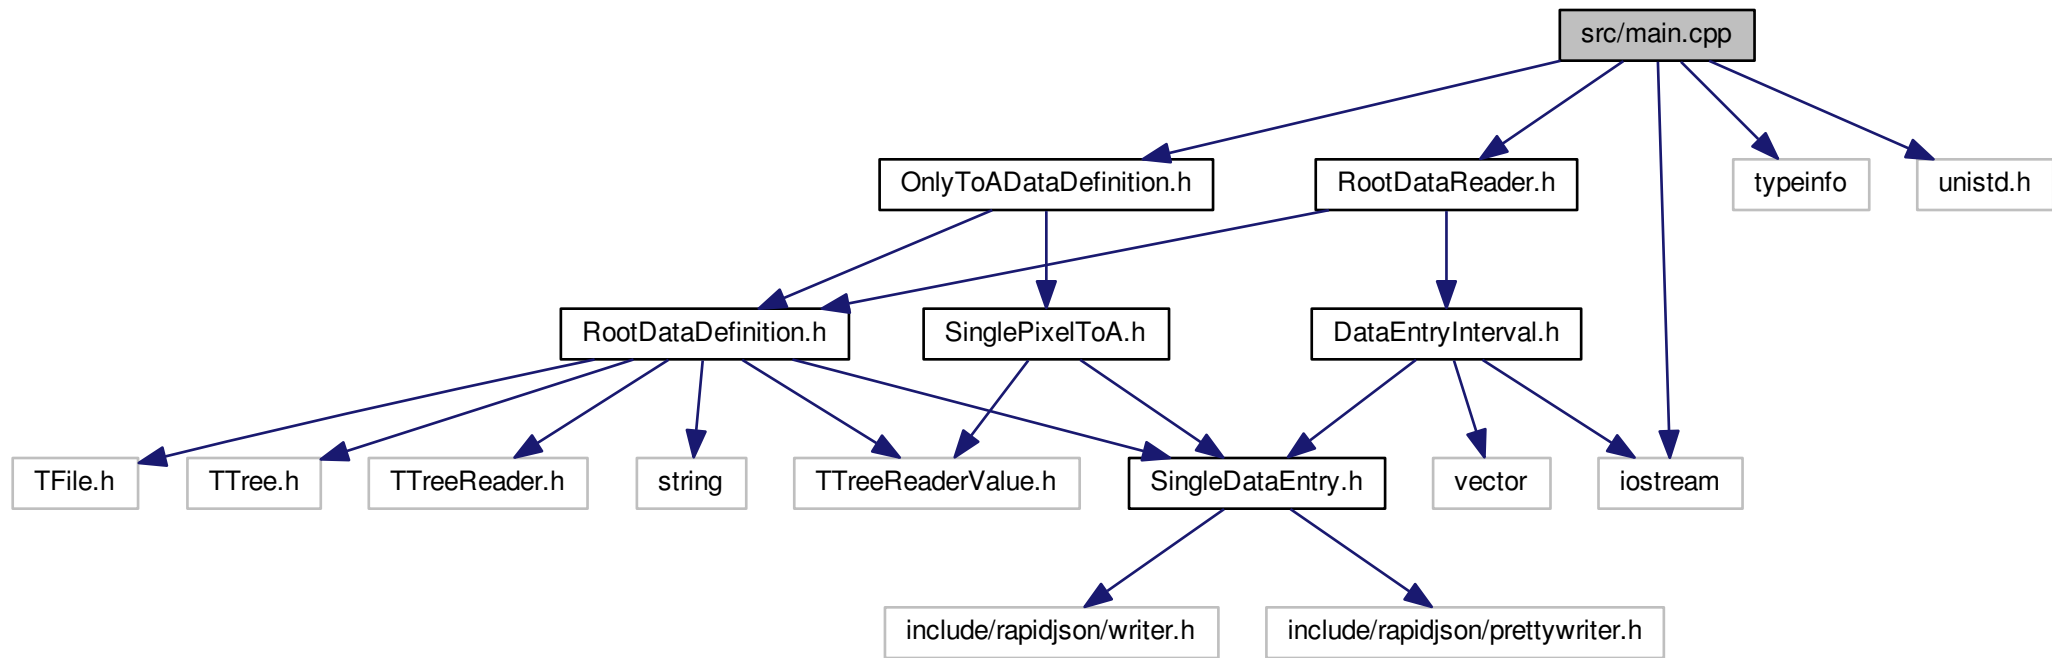 src/main.cpp
OnlyToADataDefinition.h
RootDataReader.h
typeinfo
unistd.h
RootDataDefinition.h
SinglePixelToA.h
DataEntryInterval.h
TFile.h
TTree.h
TTreeReader.h
string
TTreeReaderValue.h
SingleDataEntry.h
vector
iostream
include/rapidjson/writer.h
include/rapidjson/prettywriter.h